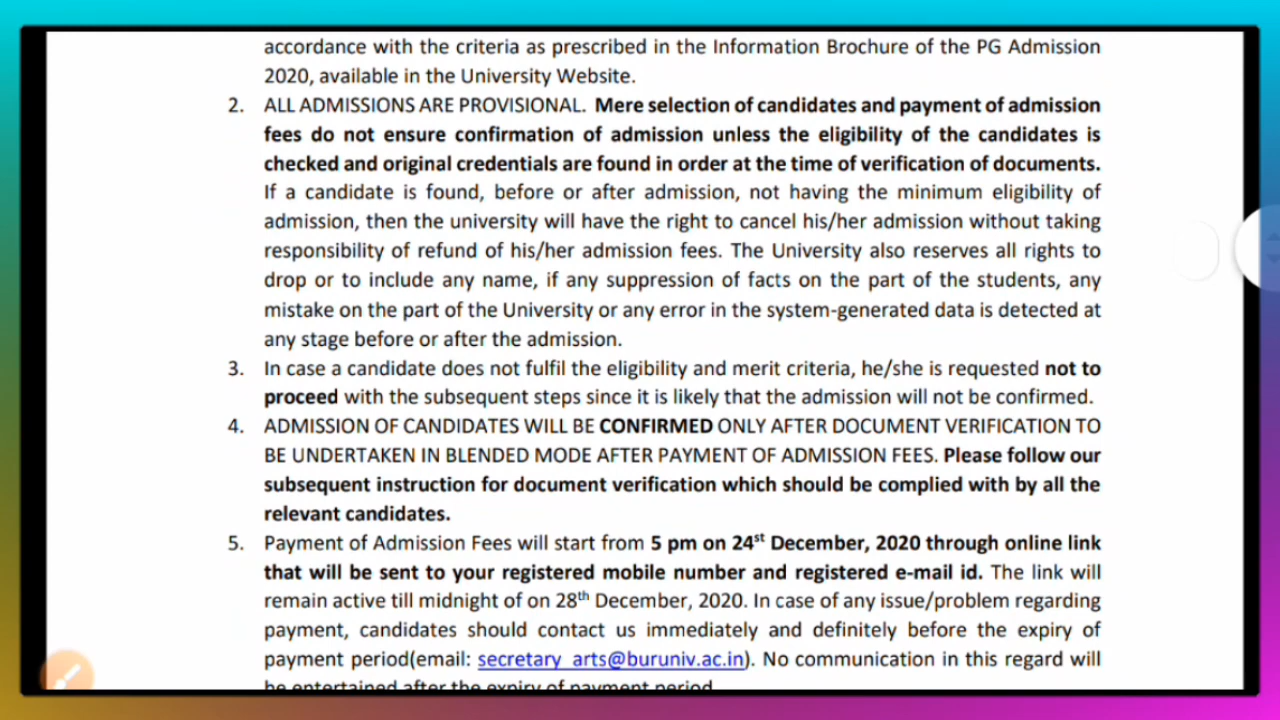 accordance with the criteria as prescribed in the Information Brochure of the PG Admission
2020, available in the University Website.
2. ALL ADMISSIONS ARE PROVISIONAL. Mere selection of candidates and payment of admission
fees do not ensure confirmation of admission unless the eligibility of the candidates is
checked and original credentials are found in order at the time of verification of documents.
If a candidate is found, before or after admission, not having the minimum eligibility of
admission, then the university will have the right to cancel his/her admission without taking
responsibility of refund of his/her admission fees. The University also reserves all rights to
drop or to include any name, if any suppression of facts on the part of the students, any
mistake on the part of the University or any error in the system-generated data is detected at
any stage before or after the admission.
3. In case a candidate does not fulfil the eligibility and merit criteria, he/she is requested not to
proceed with the subsequent steps since it is likely that the admission will not be confirmed.
4. ADMISSION OF CANDIDATES WILL BE CONFIRMED ONLY AFTER DOCUMENT VERIFICATION TO
BE UNDERTAKEN IN BLENDED MODE AFTER PAYMENT OF ADMISSION FEES. Please follow our
subsequent instruction for document verification which should be complied with by all the
relevant candidates.
5. Payment of Admission Fees will start from 5 pm on 24st December, 2020 through online link
that will be sent to your registered mobile number and registered e-mail id. The link will
remain active till midnight of on 28th December, 2020. In case of any issue/problem regarding
payment, candidates should contact us immediately and definitely before the expiry of
payment period(email: secretary_arts@buruniv.ac.in). No communication in this regard will
be entertained after the expiry of payment period